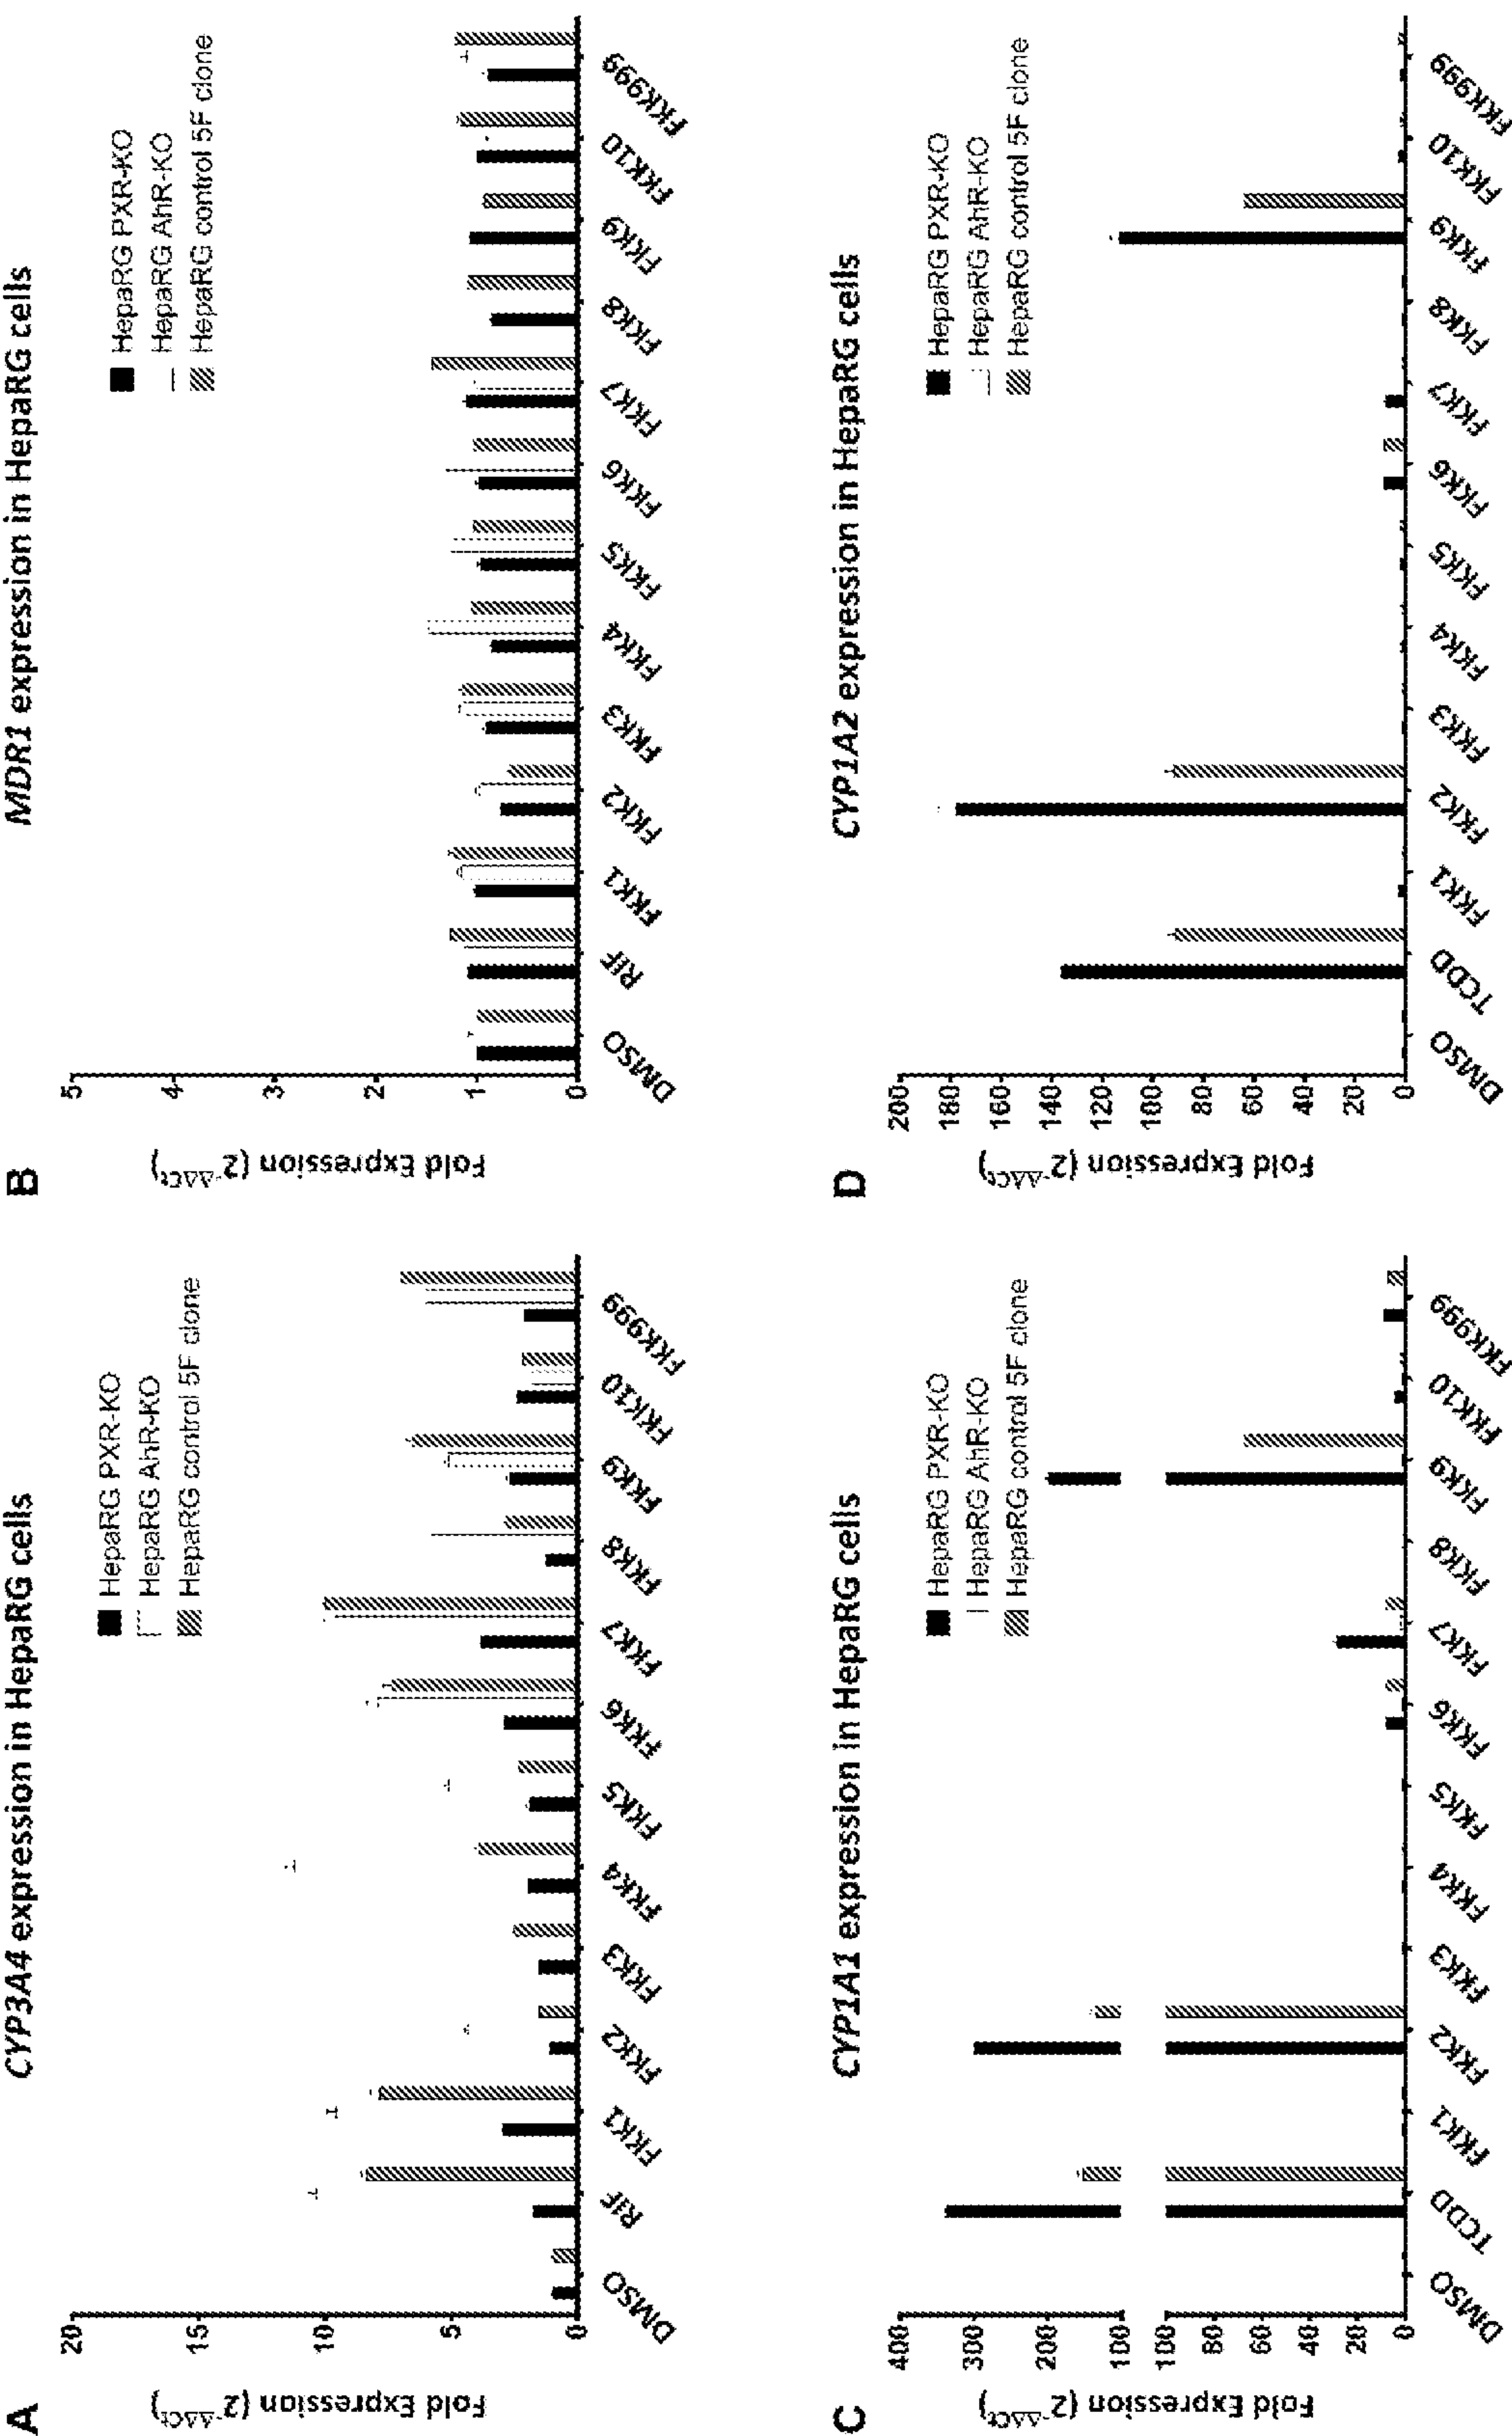 A
CYP3A4 expression in HepaRG cells
Fold Expression (2^-ΔΔCt)
20
15
10
5
0
HepaRG PXR-KO
HepaRG AhR-KO
HepaRG control 5F clone
DMSO
RIF
FKK1
FKK2
FKK3
FKK4
FKK5
FKK6
FKK7
FKK8
FKK9
FKK10
FKK999
B
MDR1 expression in HepaRG cells
Fold Expression (2^-ΔΔCt)
5
4
3
2
1
0
HepaRG PXR-KO
HepaRG AhR-KO
HepaRG control 5F clone
DMSO
RIF
FKK1
FKK2
FKK3
FKK4
FKK5
FKK6
FKK7
FKK8
FKK9
FKK10
FKK999
C
CYP1A1 expression in HepaRG cells
Fold Expression (2^-ΔΔCt)
400
300
200
100
100
80
60
40
20
0
HepaRG PXR-KO
HepaRG AhR-KO
HepaRG control 5F clone
DMSO
TCDD
FKK1
FKK2
FKK3
FKK4
FKK5
FKK6
FKK7
FKK8
FKK9
FKK10
FKK999
D
CYP1A2 expression in HepaRG cells
Fold Expression (2^-ΔΔCt)
200
180
160
140
120
100
80
60
40
20
0
HepaRG PXR-KO
HepaRG AhR-KO
HepaRG control 5F clone
DMSO
TCDD
FKK1
FKK2
FKK3
FKK4
FKK5
FKK6
FKK7
FKK8
FKK9
FKK10
FKK999